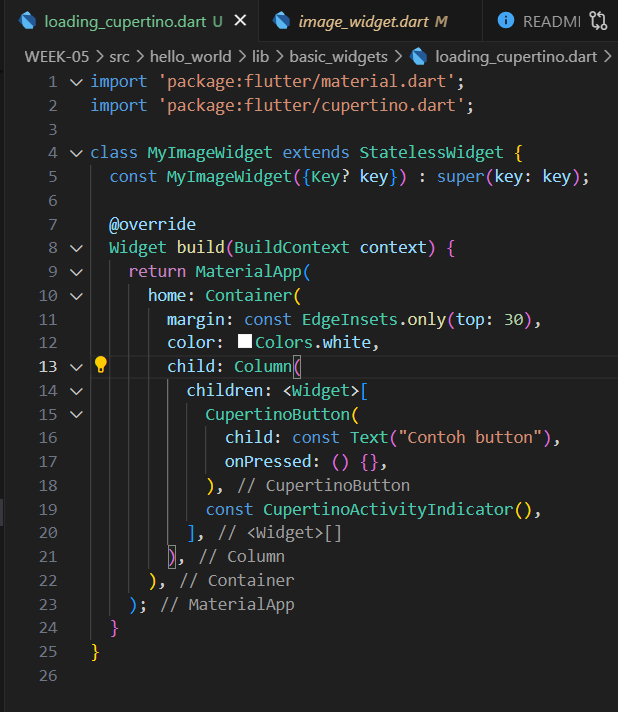 loading_cupertino.dart U
image_widget.dart M
README
WEEK-05 > src > hello_world > lib > basic_widgets > loading_cupertino.dart >
1 import 'package:flutter/material.dart';
2 import 'package:flutter/cupertino.dart';
3
4 class MyImageWidget extends StatelessWidget {
5 const MyImageWidget({Key? key}) : super(key: key);
6
7 @override
8 Widget build(BuildContext context) {
9 return MaterialApp(
10 home: Container(
11 margin: const EdgeInsets.only(top: 30),
12 color: Colors.white,
13 child: Column(
14 children: <Widget>[
15 CupertinoButton(
16 child: const Text("Contoh button"),
17 onPressed: () {},
18 ), // CupertinoButton
19 const CupertinoActivityIndicator(),
20 ], // <Widget>[]
21 ), // Column
22 ), // Container
23 ); // MaterialApp
24 }
25 }
26